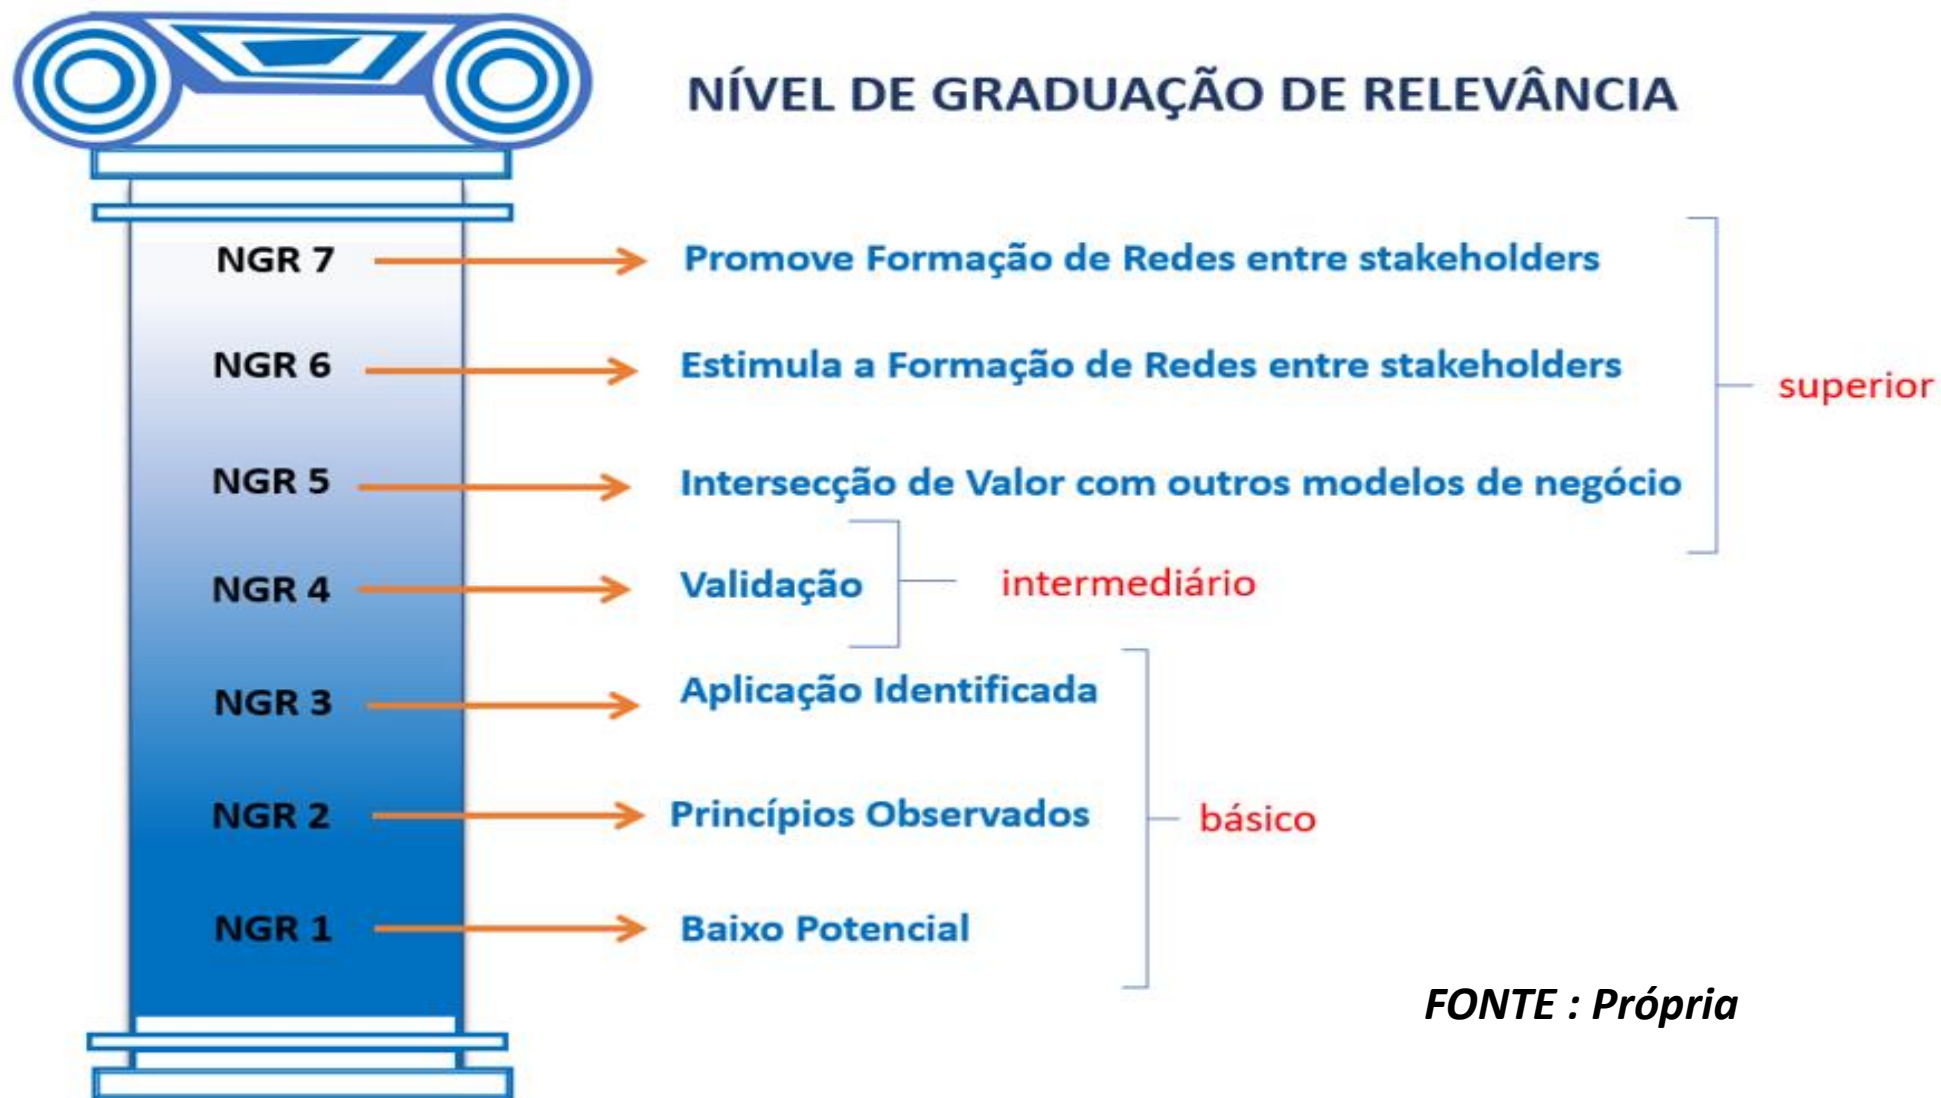 NÍVEL DE GRADUAÇÃO DE RELEVÂNCIA
NGR 7 Promove Formação de Redes entre stakeholders
NGR 6 Estimula a Formação de Redes entre stakeholders
superior
NGR 5 Intersecção de Valor com outros modelos de negócio
NGR 4 Validação intermediário
NGR 3 Aplicação Identificada
NGR 2 Princípios Observados básico
NGR 1 Baixo Potencial
FONTE : Própria